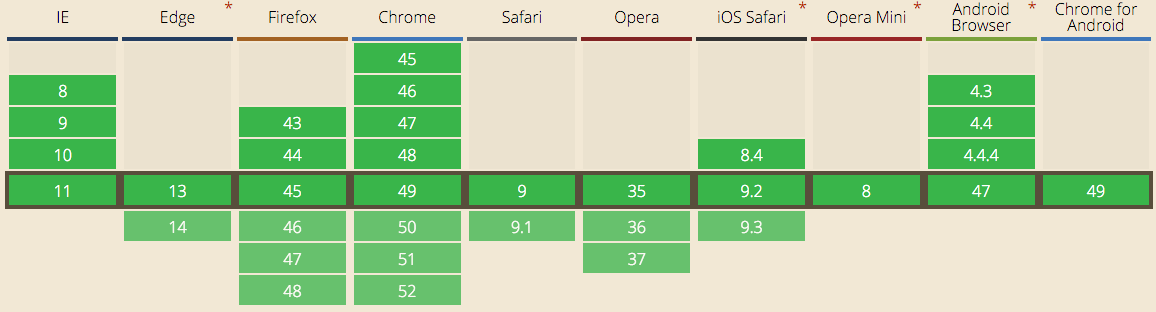 IE Edge * Firefox Chrome Safari Opera iOS Safari * Opera Mini * Android Browser * Chrome for Android
45
8 46 4.3
9 43 47 4.4
10 44 48 8.4 4.4.4
11 13 45 49 9 35 9.2 8 47 49
14 46 50 9.1 36 9.3
47 51 37
48 52